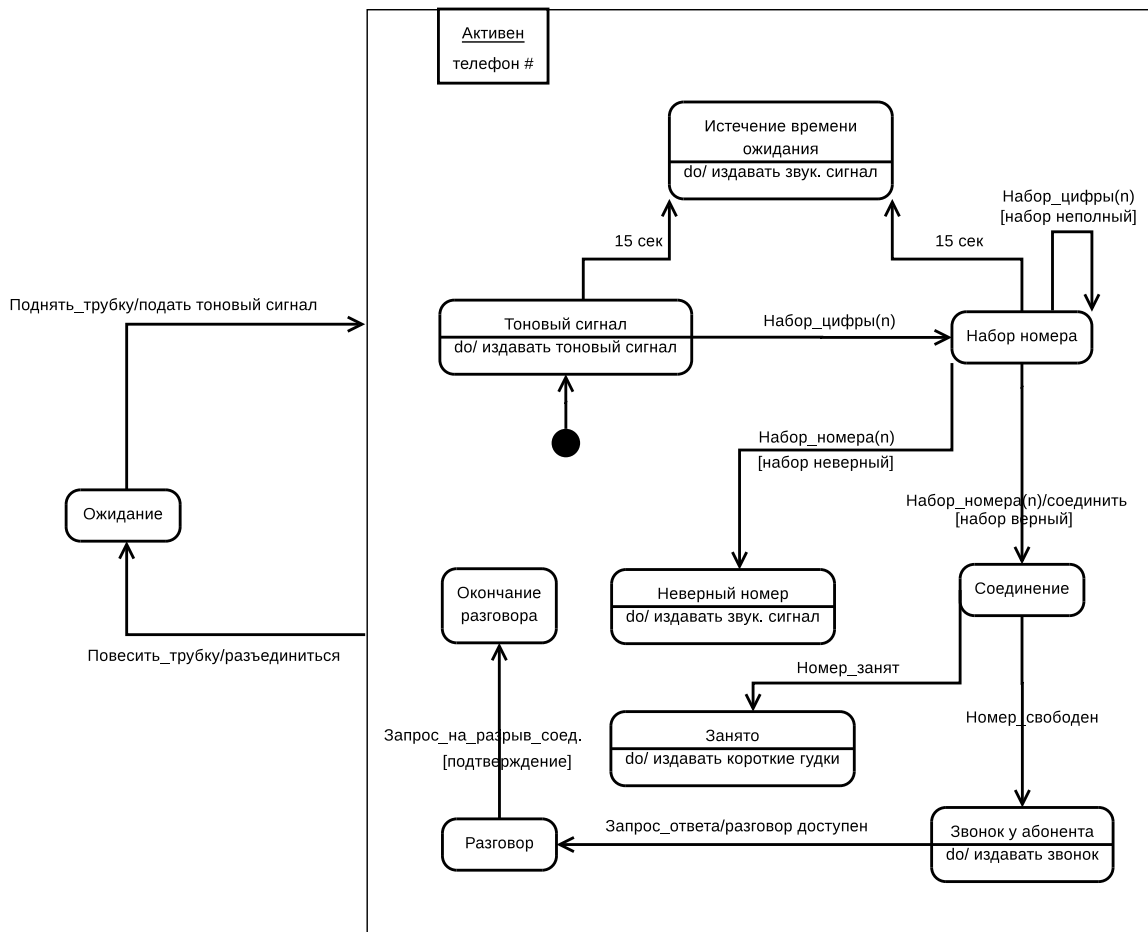 Активен
телефон #
Истечение времени
ожидания
do/ издавать звук. сигнал
Набор_цифры(n)
[набор неполный]
15 сек
15 сек
Поднять_трубку/подать тоновый сигнал
Тоновый сигнал
do/ издавать тоновый сигнал
Набор_цифры(n)
Набор номера
Набор_номера(n)
[набор неверный]
Набор_номера(n)/соединить
[набор верный]
Ожидание
Окончание
разговора
Неверный номер
do/ издавать звук. сигнал
Соединение
Повесить_трубку/разъединиться
Номер_занят
Номер_свободен
Запрос_на_разрыв_соед.
[подтверждение]
Занято
do/ издавать короткие гудки
Разговор
Запрос_ответа/разговор доступен
Звонок у абонента
do/ издавать звонок